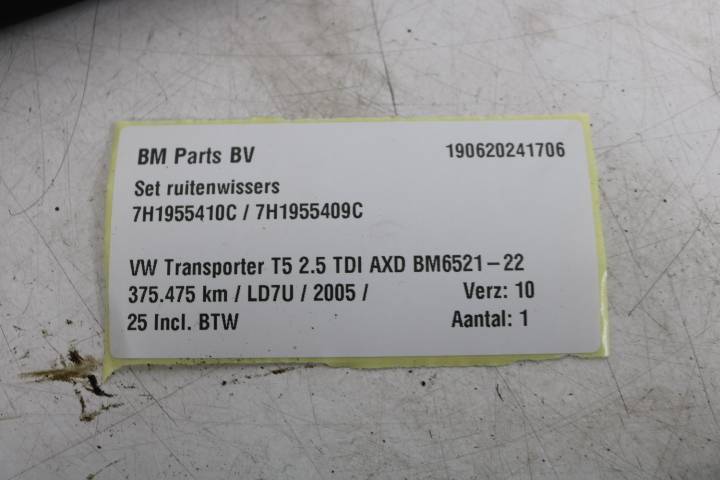 BM Parts BV 190620241706
Set ruitenwissers
7H1955410C / 7H1955409C
VW Transporter T5 2.5 TDI AXD BM6521-22
375.475 km / LD7U / 2005 / Verz: 10
25 Incl. BTW Aantal: 1